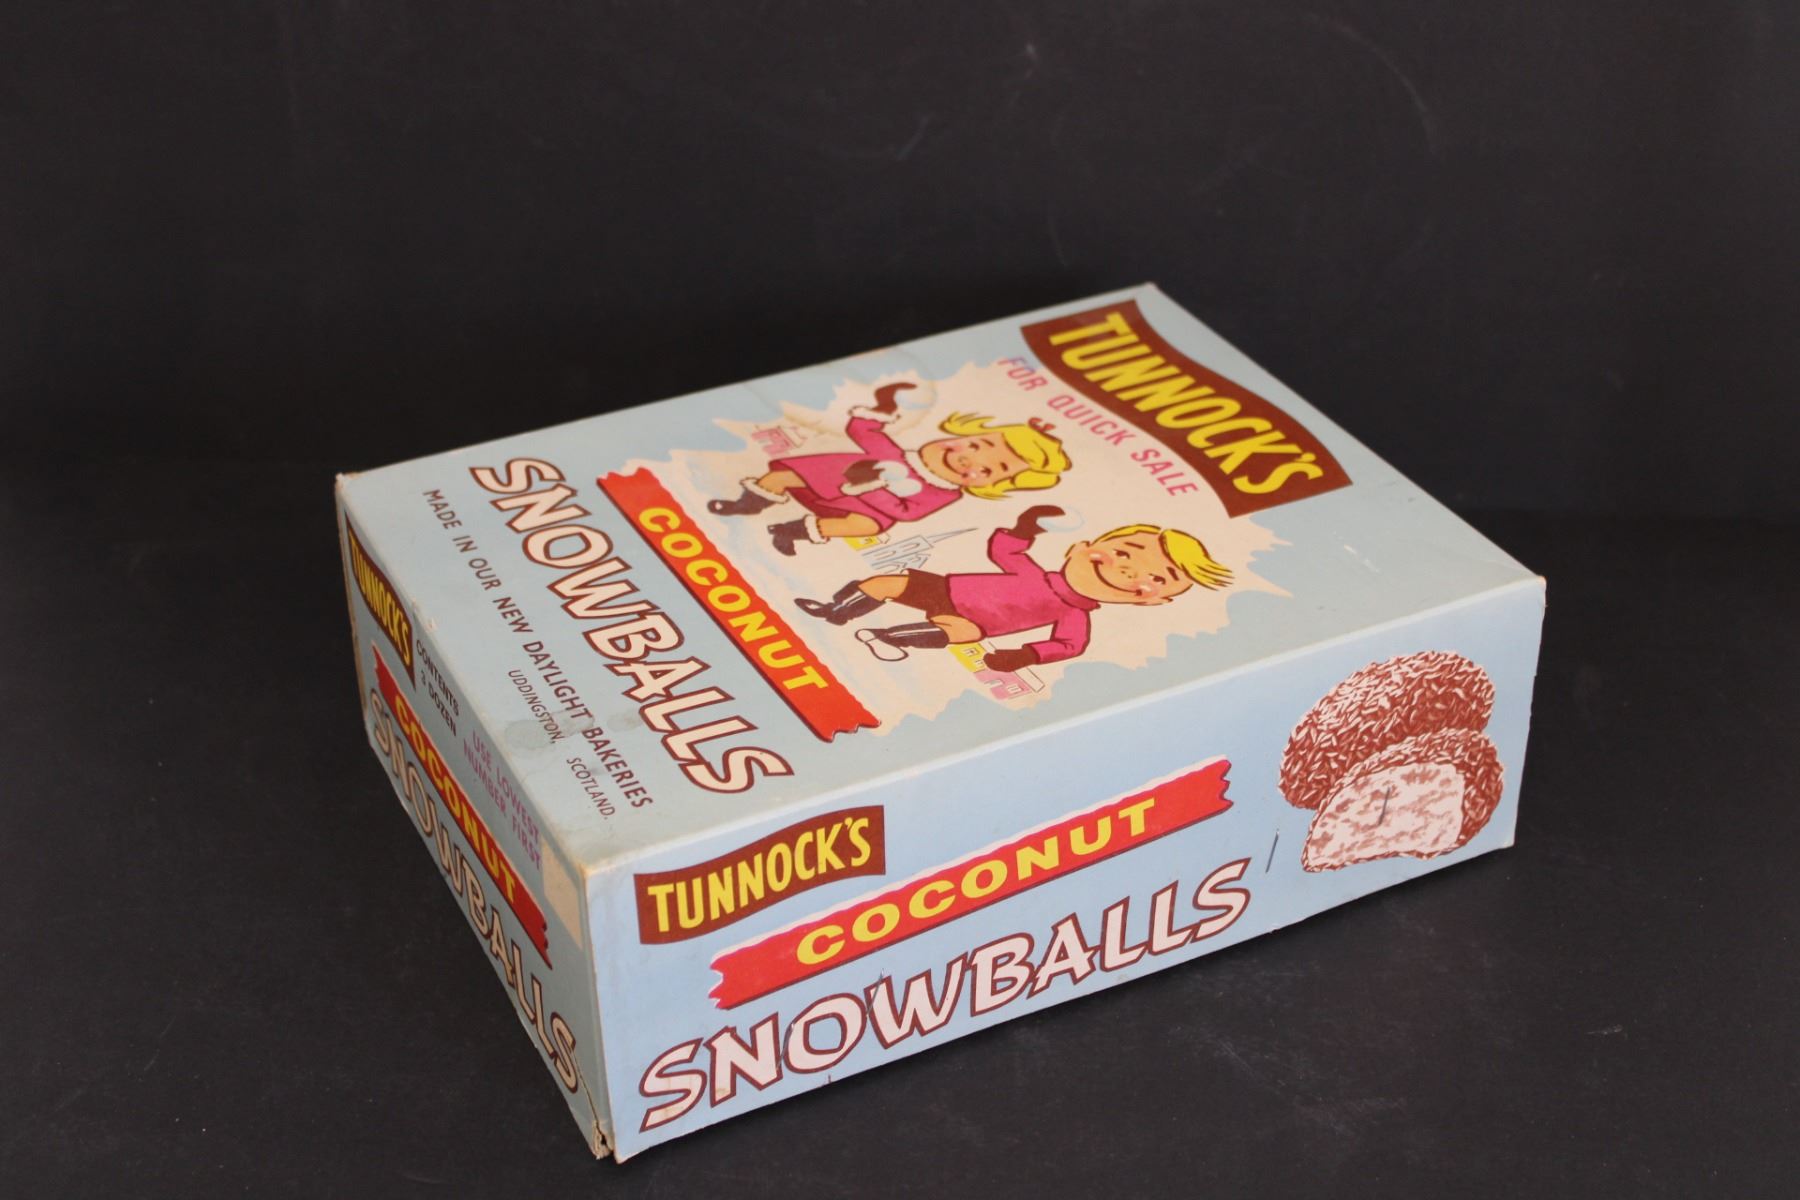 TUNNOCK'S
FOR QUICK SALE
COCONUT
SNOWBALLS
MADE IN OUR NEW DAYLIGHT BAKERIES
UDDINGSTON, SCOTLAND.
TUNNOCK'S
CONTENTS
3 DOZEN
USE LOWEST
NUMBER FIRST
COCONUT
SNOWBALLS
TUNNOCK'S
COCONUT
SNOWBALLS